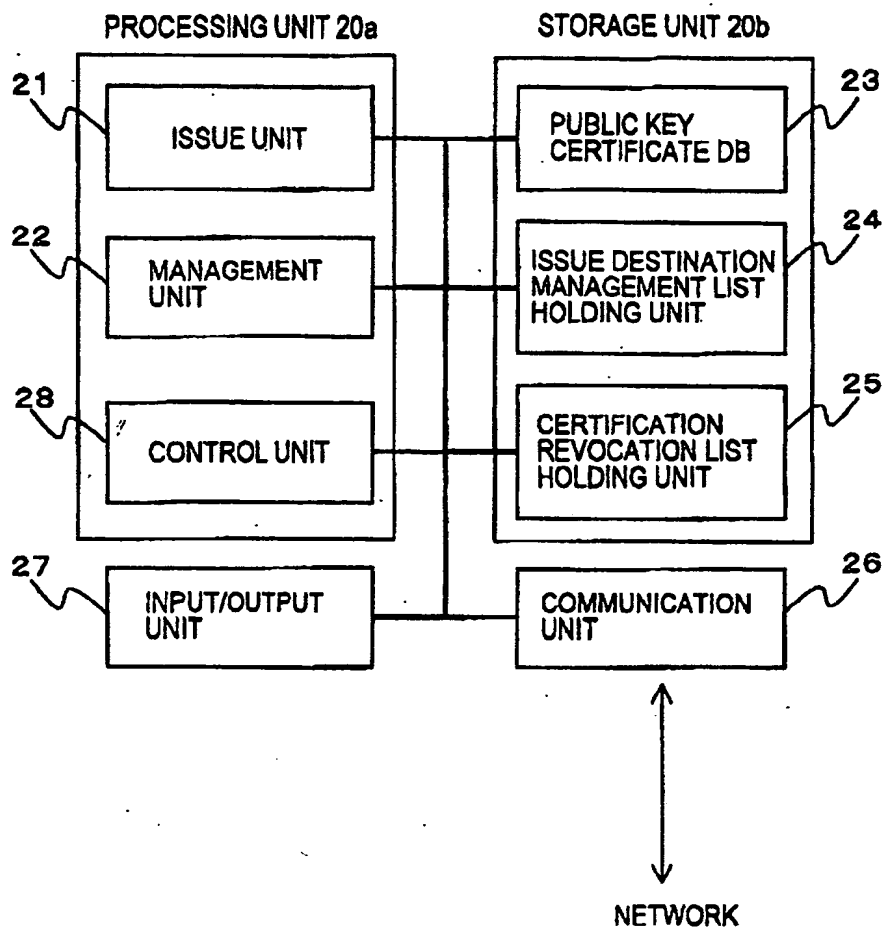 PROCESSING UNIT 20a
STORAGE UNIT 20b
21
ISSUE UNIT
23
PUBLIC KEY
CERTIFICATE DB
22
MANAGEMENT
UNIT
24
ISSUE DESTINATION
MANAGEMENT LIST
HOLDING UNIT
28
CONTROL UNIT
25
CERTIFICATION
REVOCATION LIST
HOLDING UNIT
27
INPUT/OUTPUT
UNIT
26
COMMUNICATION
UNIT
NETWORK